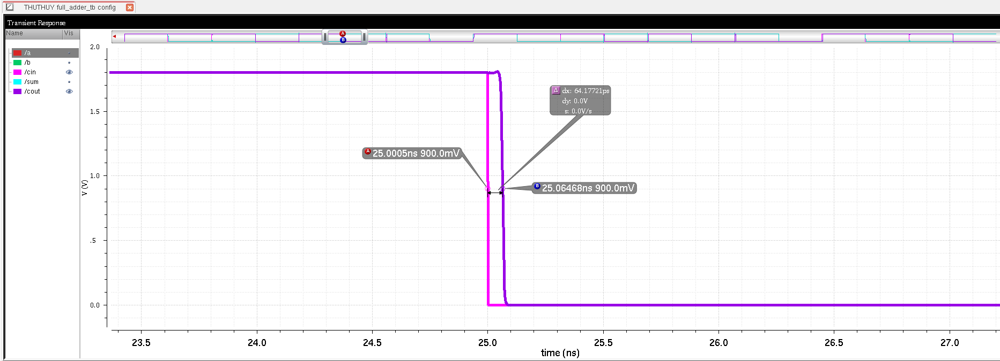 THUTHUY full_adder_tb config
Transient Response
Name Vis
/a
/b
/cin
/sum
/cout
A
B
2.0
1.5
1.0
.5
0.0
V (V)
Δ dx: 64.17721ps
dy: 0.0V
s: 0.0V/s
A 25.0005ns 900.0mV
B 25.06468ns 900.0mV
23.5 24.0 24.5 25.0 25.5 26.0 26.5 27.0
time (ns)